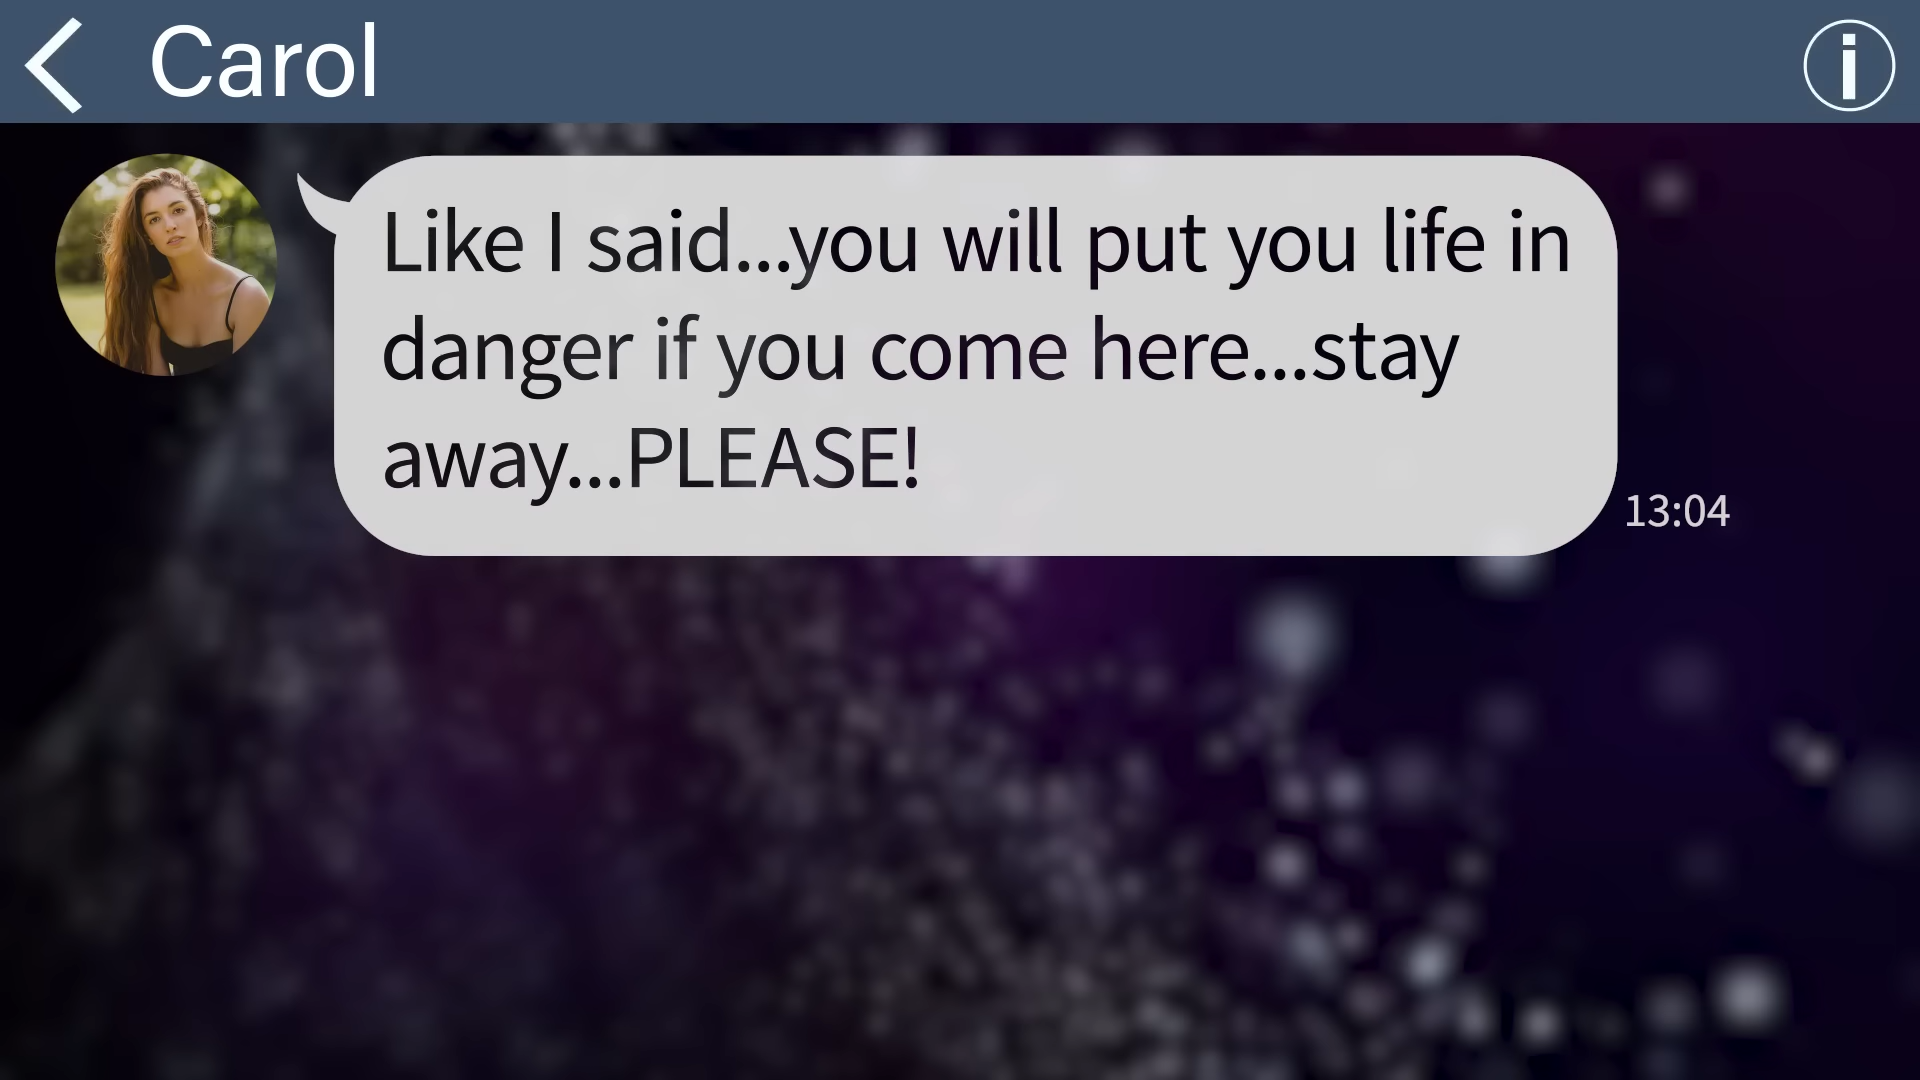 Carol
Like I said...you will put you life in
danger if you come here...stay
away...PLEASE!
13:04